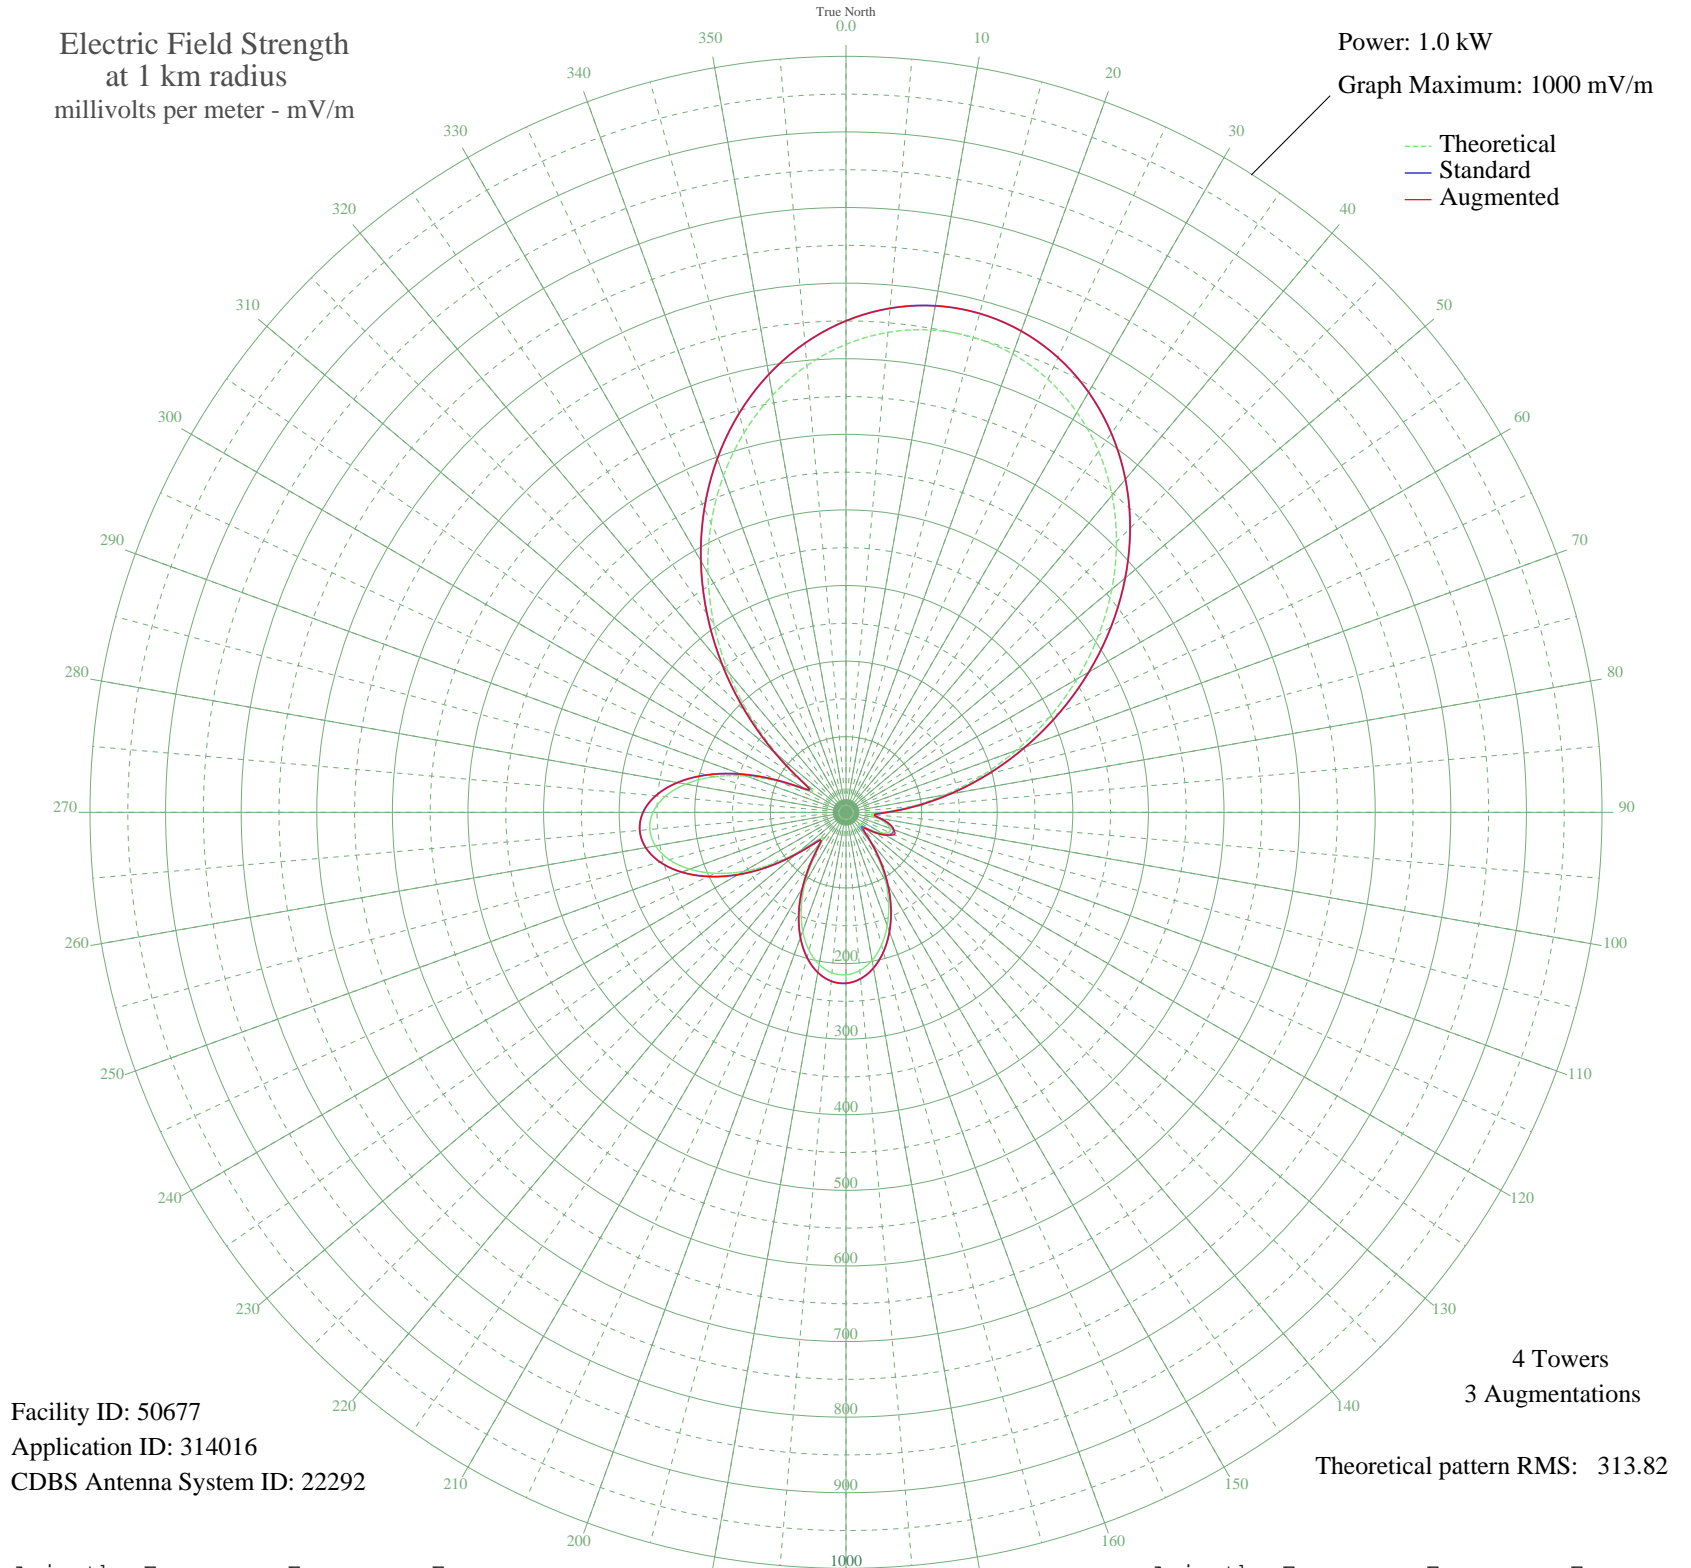 True North
Electric Field Strength
at 1 km radius
millivolts per meter - mV/m
Power: 1.0 kW
Graph Maximum: 1000 mV/m
Theoretical
Standard
Augmented
0.0
10
20
30
40
50
60
70
80
90
100
110
120
130
140
150
160
200
210
220
230
240
250
260
270
280
290
300
310
320
330
340
350
200
300
400
500
600
700
800
900
1000
4 Towers
3 Augmentations
Theoretical pattern RMS: 313.82
Facility ID: 50677
Application ID: 314016
CDBS Antenna System ID: 22292